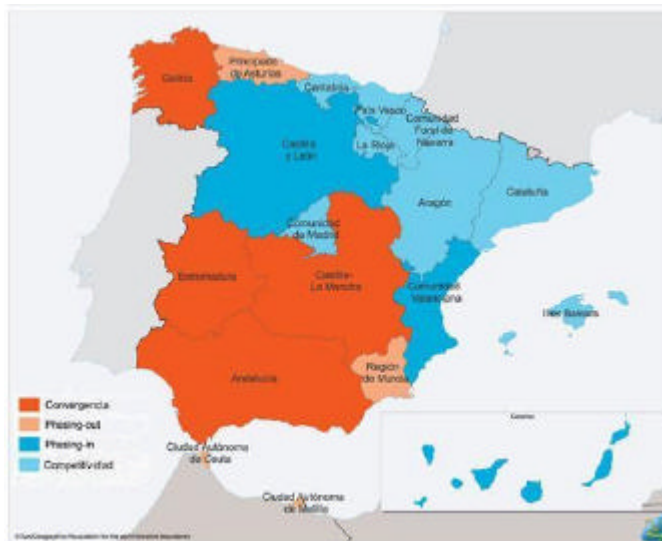 Galicia
Principado
de Asturias
Cantabria
País Vasco
Comunidad
Foral de
Navarra
La Rioja
Castilla
y León
Aragón
Cataluña
Comunidad
de Madrid
Extremadura
Castilla-
La Mancha
Comunidad
Valenciana
Illes Balears
Andalucía
Región
de Murcia
Convergencia
Phasing-out
Phasing-in
Competitividad
Ciudad Autónoma
de Ceuta
Ciudad Autónoma
de Melilla
Canarias